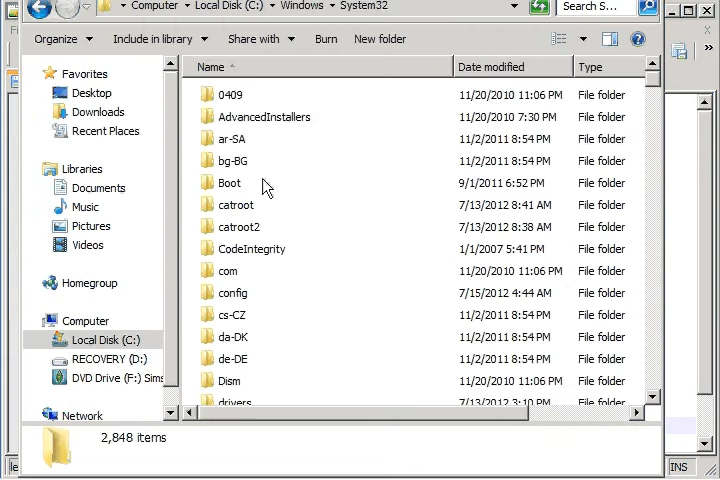 Computer Local Disk (C:) Windows System32 Search S...
Organize Include in library Share with Burn New folder
Favorites
Desktop
Downloads
Recent Places
Libraries
Documents
Music
Pictures
Videos
Homegroup
Computer
Local Disk (C:)
RECOVERY (D:)
DVD Drive (F:) Sims
Network
Name Date modified Type
0409 11/20/2010 11:06 PM File folder
AdvancedInstallers 11/20/2010 7:30 PM File folder
ar-SA 11/2/2011 8:54 PM File folder
bg-BG 11/2/2011 8:54 PM File folder
Boot 9/1/2011 6:52 PM File folder
catroot 7/13/2012 8:41 AM File folder
catroot2 7/13/2012 8:38 AM File folder
CodeIntegrity 1/1/2007 5:41 PM File folder
com 11/20/2010 11:06 PM File folder
config 7/15/2012 4:44 AM File folder
cs-CZ 11/2/2011 8:54 PM File folder
da-DK 11/2/2011 8:54 PM File folder
de-DE 11/2/2011 8:54 PM File folder
Dism 11/20/2010 11:06 PM File folder
drivers 7/13/2012 3:10 AM File folder
2,848 items
INS